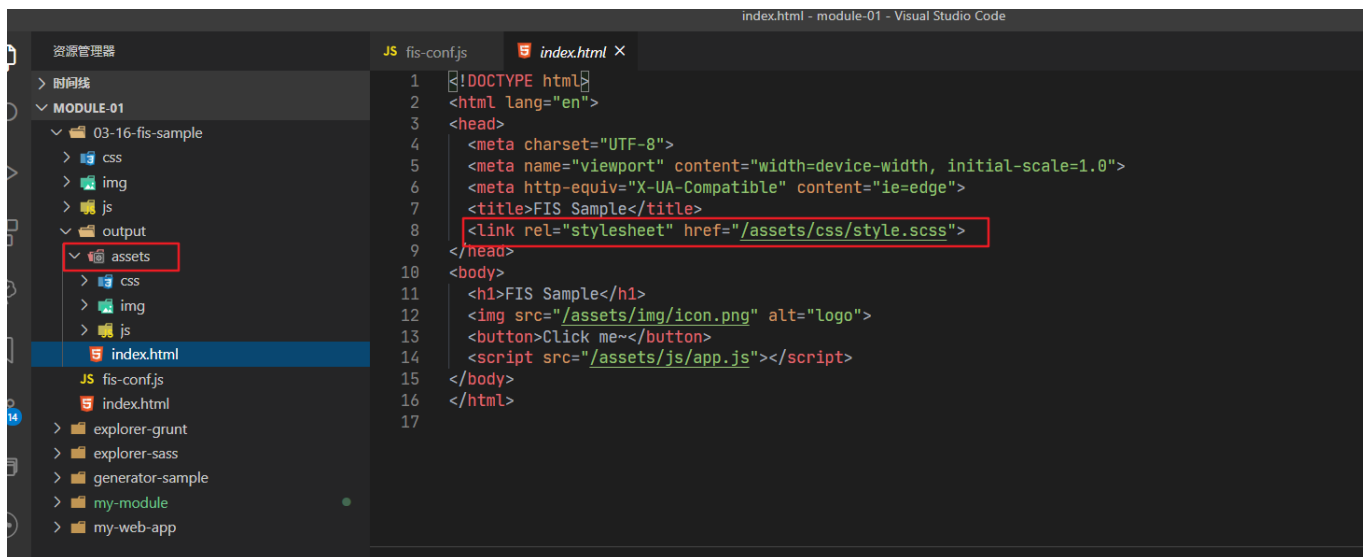 index.html - module-01 - Visual Studio Code
资源管理器
JS fis-conf.js
index.html ×
时间线
MODULE-01
03-16-fis-sample
css
img
js
output
assets
css
img
js
index.html
JS fis-conf.js
index.html
explorer-grunt
explorer-sass
generator-sample
my-module
my-web-app
14
1 <!DOCTYPE html>
2 <html lang="en">
3 <head>
4 <meta charset="UTF-8">
5 <meta name="viewport" content="width=device-width, initial-scale=1.0">
6 <meta http-equiv="X-UA-Compatible" content="ie=edge">
7 <title>FIS Sample</title>
8 <link rel="stylesheet" href="/assets/css/style.scss">
9 </head>
10 <body>
11 <h1>FIS Sample</h1>
12 <img src="/assets/img/icon.png" alt="logo">
13 <button>Click me~</button>
14 <script src="/assets/js/app.js"></script>
15 </body>
16 </html>
17